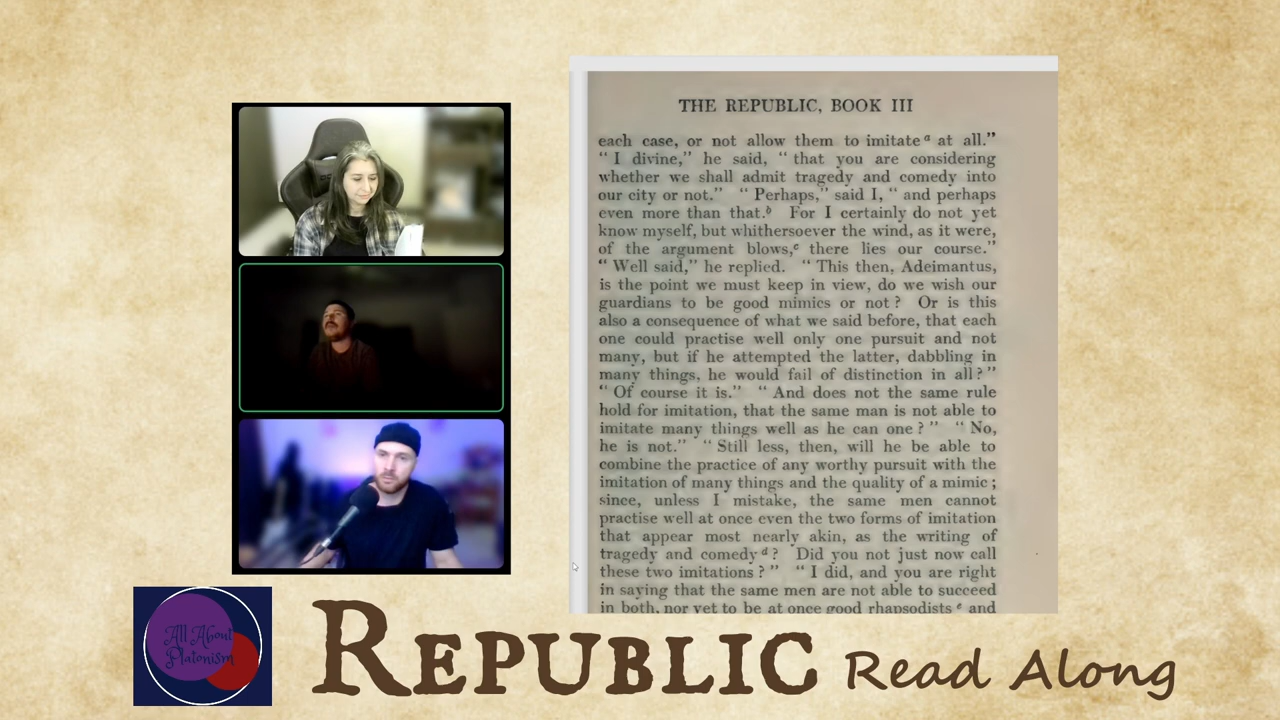 THE REPUBLIC, BOOK III
each case, or not allow them to imitate ᵃ at all.”
“ I divine,” he said, “ that you are considering
whether we shall admit tragedy and comedy into
our city or not.” “ Perhaps,” said I, “ and perhaps
even more than that.ᵇ For I certainly do not yet
know myself, but whithersoever the wind, as it were,
of the argument blows,ᶜ there lies our course.”
“ Well said,” he replied. “ This then, Adeimantus,
is the point we must keep in view, do we wish our
guardians to be good mimics or not ? Or is this
also a consequence of what we said before, that each
one could practise well only one pursuit and not
many, but if he attempted the latter, dabbling in
many things, he would fail of distinction in all ? ”
“ Of course it is.” “ And does not the same rule
hold for imitation, that the same man is not able to
imitate many things well as he can one ? ” “ No,
he is not.” “ Still less, then, will he be able to
combine the practice of any worthy pursuit with the
imitation of many things and the quality of a mimic ;
since, unless I mistake, the same men cannot
practise well at once even the two forms of imitation
that appear most nearly akin, as the writing of
tragedy and comedy ᵈ ? Did you not just now call
these two imitations ? ” “ I did, and you are right
in saying that the same men are not able to succeed
in both, nor yet to be at once good rhapsodists ᵉ and
All About
Platonism
REPUBLIC Read Along